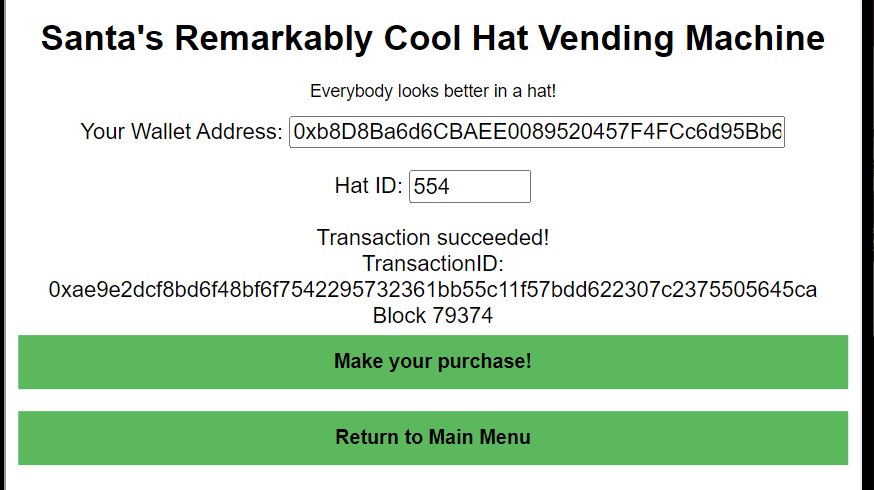 Santa's Remarkably Cool Hat Vending Machine
Everybody looks better in a hat!
Your Wallet Address: 0xb8D8Ba6d6CBAEE0089520457F4FCc6d95Bb6
Hat ID: 554
Transaction succeeded!
TransactionID:
0xae9e2dcf8bd6f48bf6f7542295732361bb55c11f57bdd622307c2375505645ca
Block 79374
Make your purchase!
Return to Main Menu